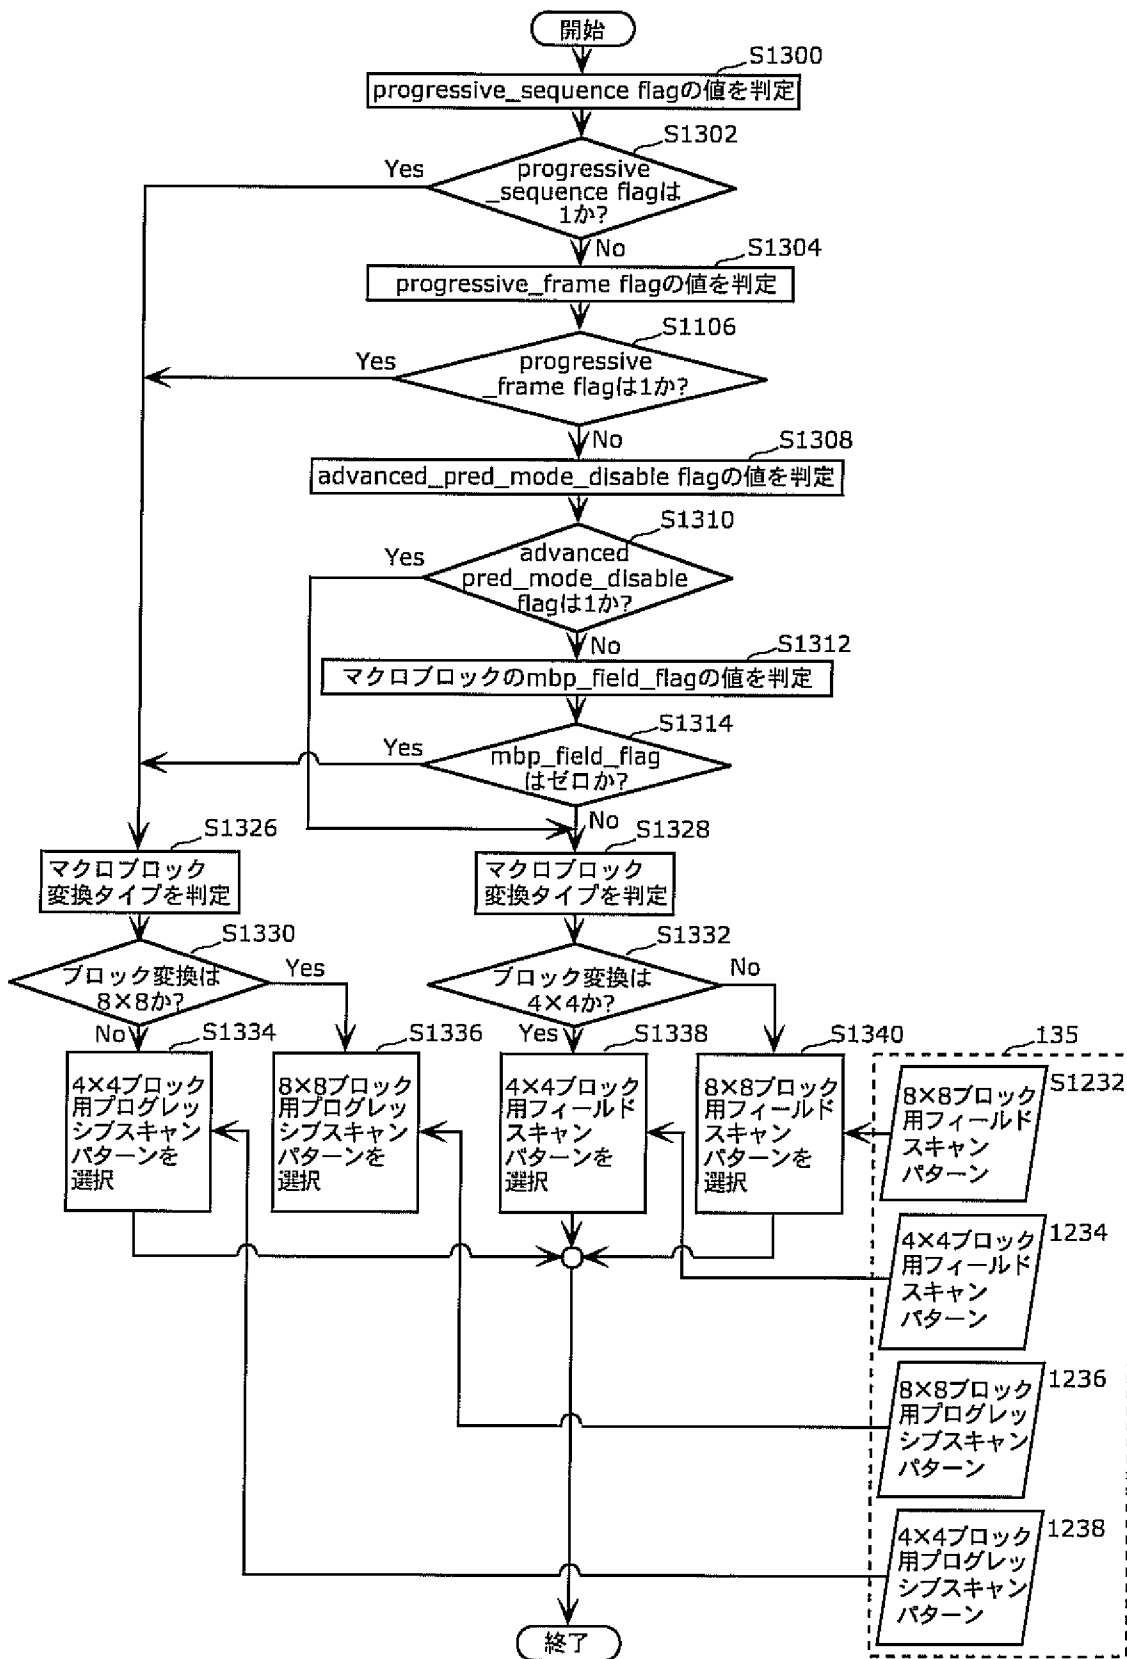 開始
S1300
progressive_sequence flagの値を判定
S1302
Yes
progressive
_sequence flagは
1か?
No
S1304
progressive_frame flagの値を判定
S1106
Yes
progressive
_frame flagは1か?
No
S1308
advanced_pred_mode_disable flagの値を判定
S1310
Yes
advanced
pred_mode_disable
flagは1か?
No
S1312
マクロブロックのmbp_field_flagの値を判定
S1314
Yes
mbp_field_flag
はゼロか?
No
S1326
マクロブロック
変換タイプを判定
S1328
マクロブロック
変換タイプを判定
S1330
ブロック変換は
8×8か?
Yes
No
S1332
ブロック変換は
4×4か?
No
Yes
S1334
4×4ブロック
用プログレッ
シブスキャン
パターンを
選択
S1336
8×8ブロック
用プログレッ
シブスキャン
パターンを
選択
S1338
4×4ブロック
用フィールド
スキャン
パターンを
選択
S1340
8×8ブロック
用フィールド
スキャン
パターンを
選択
135
S1232
8×8ブロック
用フィールド
スキャン
パターン
1234
4×4ブロック
用フィールド
スキャン
パターン
1236
8×8ブロック
用プログレッ
シブスキャン
パターン
1238
4×4ブロック
用プログレッ
シブスキャン
パターン
終了